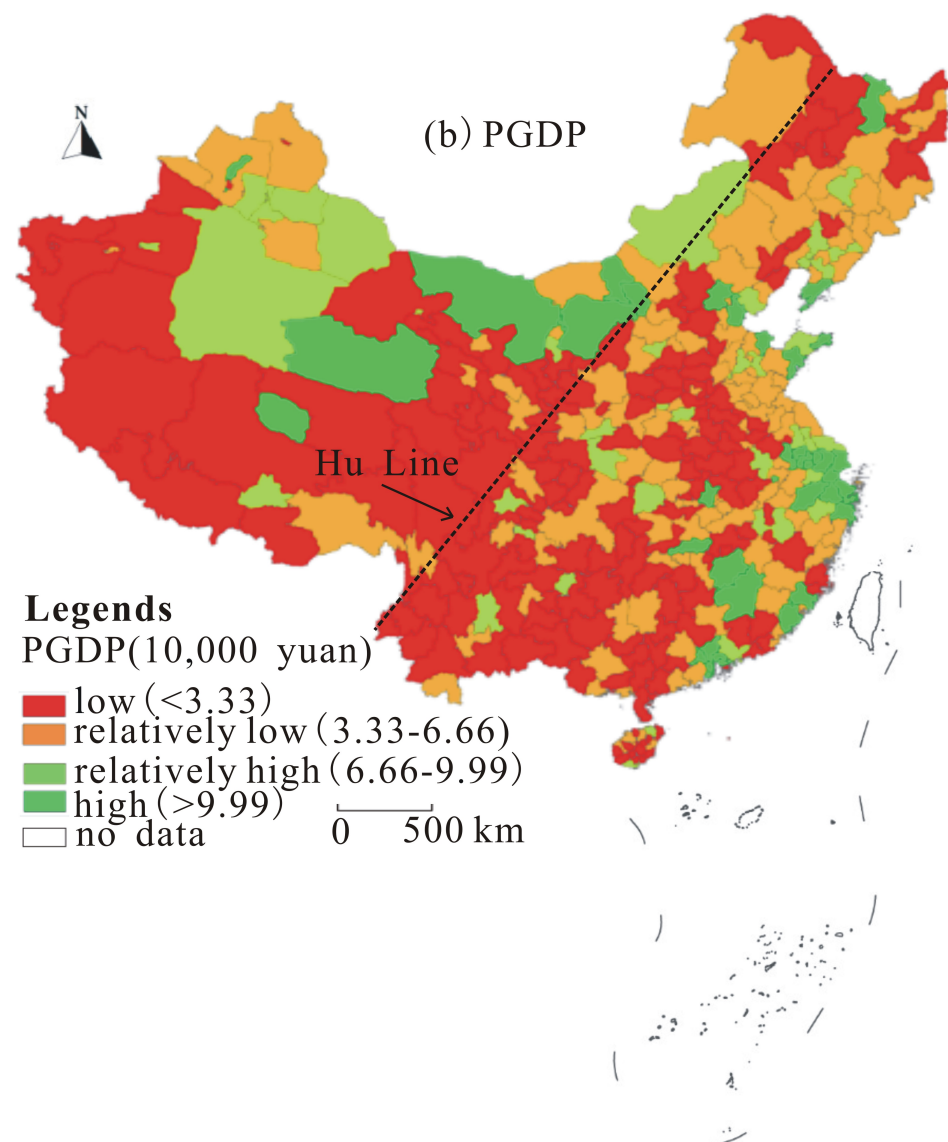 N
(b) PGDP
Hu Line
Legends
PGDP(10,000 yuan)
low(<3.33)
relatively low(3.33-6.66)
relatively high(6.66-9.99)
high(>9.99)
no data
0 500 km